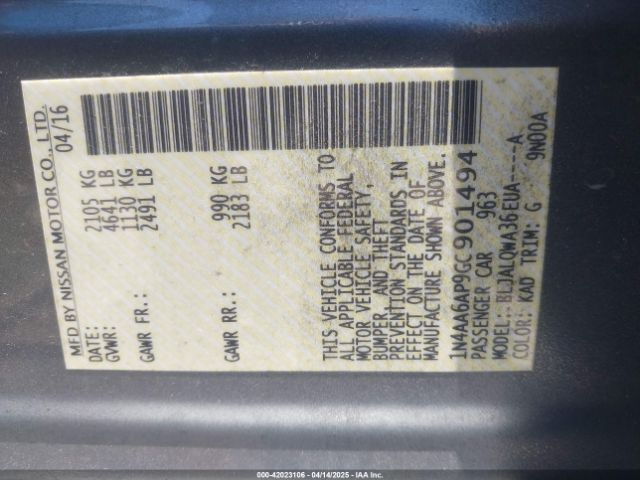 MFD BY NISSAN MOTOR CO., LTD.
DATE: 04/16
GVWR: 2105 KG
4641 LB
GAWR FR.: 1130 KG
2491 LB
GAWR RR.: 990 KG
2183 LB
THIS VEHICLE CONFORMS TO
ALL APPLICABLE FEDERAL
MOTOR VEHICLE SAFETY,
BUMPER, AND THEFT
PREVENTION STANDARDS IN
EFFECT ON THE DATE OF
MANUFACTURE SHOWN ABOVE.
1N4AA6AP9GC901494
PASSENGER CAR 963
MODEL: BLJALQWA36EUA-----A
COLOR: KAD TRIM: G 9N00A
000-42023106 - 04/14/2025 - IAA Inc.